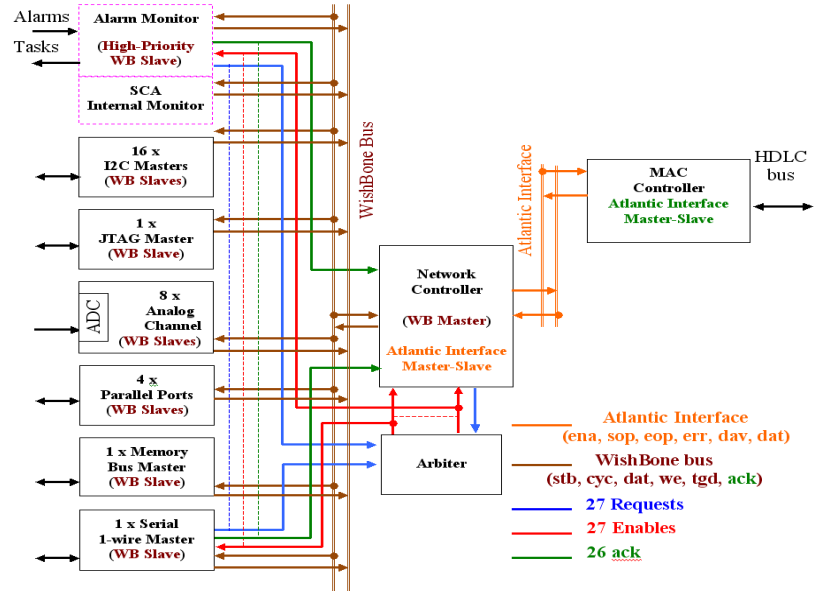 Alarms
Tasks
Alarm Monitor
(High-Priority
WB Slave)
SCA
Internal Monitor
16 x
I2C Masters
(WB Slaves)
1 x
JTAG Master
(WB Slave)
ADC
8 x
Analog
Channel
(WB Slaves)
4 x
Parallel Ports
(WB Slaves)
1 x Memory
Bus Master
(WB Slave)
1 x Serial
1-wire Master
(WB Slave)
WishBone Bus
Network
Controller
(WB Master)
Atlantic Interface
Master-Slave
Arbiter
Atlantic Interface
MAC
Controller
Atlantic Interface
Master-Slave
HDLC
bus
Atlantic Interface
(ena, sop, eop, err, dav, dat)
WishBone bus
(stb, cyc, dat, we, tgd, ack)
27 Requests
27 Enables
26 ack